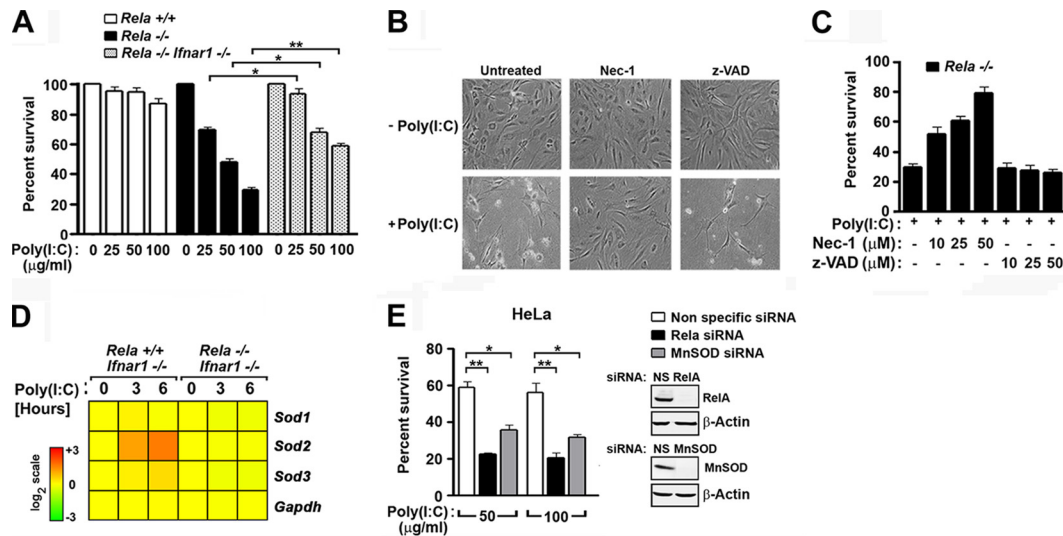 A
Rela +/+
Rela -/-
Rela -/- Ifnar1 -/-
**
*
*
Percent survival
100
80
60
40
20
0
Poly(I:C): 0 25 50 100 0 25 50 100 0 25 50 100
(μg/ml)
B
Untreated Nec-1 z-VAD
- Poly(I:C)
+ Poly(I:C)
C
Rela -/-
Percent survival
100
80
60
40
20
0
Poly(I:C): + + + + + + +
Nec-1 (μM): - 10 25 50 - - -
z-VAD (μM): - - - - 10 25 50
D
Rela +/+ Rela -/-
Ifnar1 -/- Ifnar1 -/-
Poly(I:C) 0 3 6 0 3 6
[Hours]
Sod1
Sod2
Sod3
Gapdh
log2 scale
+3
0
-3
E
HeLa
Non specific siRNA
Rela siRNA
MnSOD siRNA
* *
** **
Percent survival
80
60
40
20
0
Poly(I:C): 50 100
(μg/ml)
siRNA: NS RelA
RelA
β-Actin
siRNA: NS MnSOD
MnSOD
β-Actin